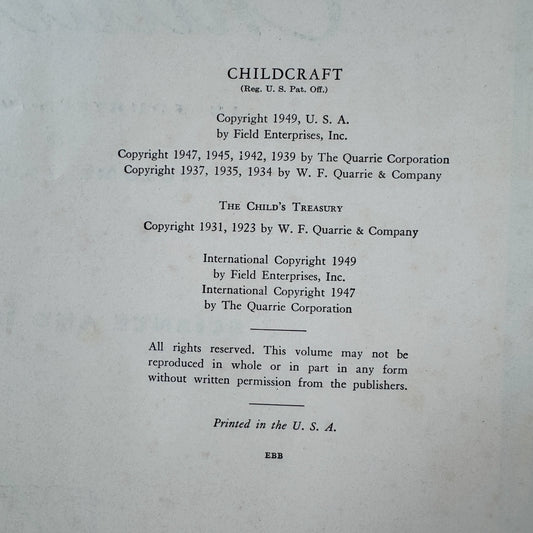 CHILDCRAFT
(Reg. U. S. Pat. Off.)
Copyright 1949, U. S. A.
by Field Enterprises, Inc.
Copyright 1947, 1945, 1942, 1939 by The Quarrie Corporation
Copyright 1937, 1935, 1934 by W. F. Quarrie & Company
The Child's Treasury
Copyright 1931, 1923 by W. F. Quarrie & Company
International Copyright 1949
by Field Enterprises, Inc.
International Copyright 1947
by The Quarrie Corporation
All rights reserved. This volume may not be
reproduced in whole or in part in any form
without written permission from the publishers.
Printed in the U. S. A.
EBB